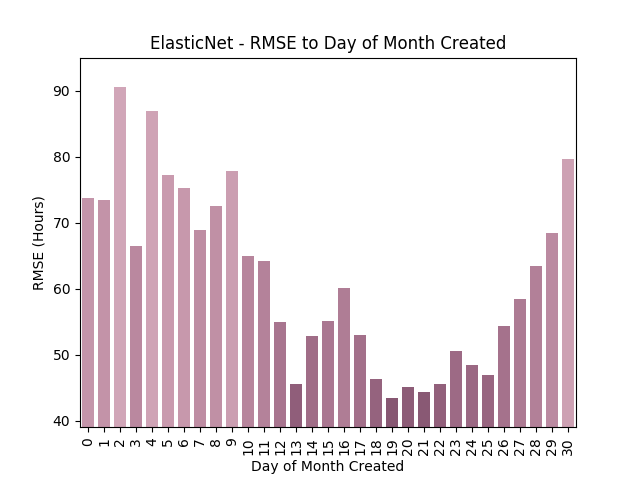 ElasticNet - RMSE to Day of Month Created
90
80
70
60
50
40
RMSE (Hours)
0 1 2 3 4 5 6 7 8 9 10 11 12 13 14 15 16 17 18 19 20 21 22 23 24 25 26 27 28 29 30
Day of Month Created